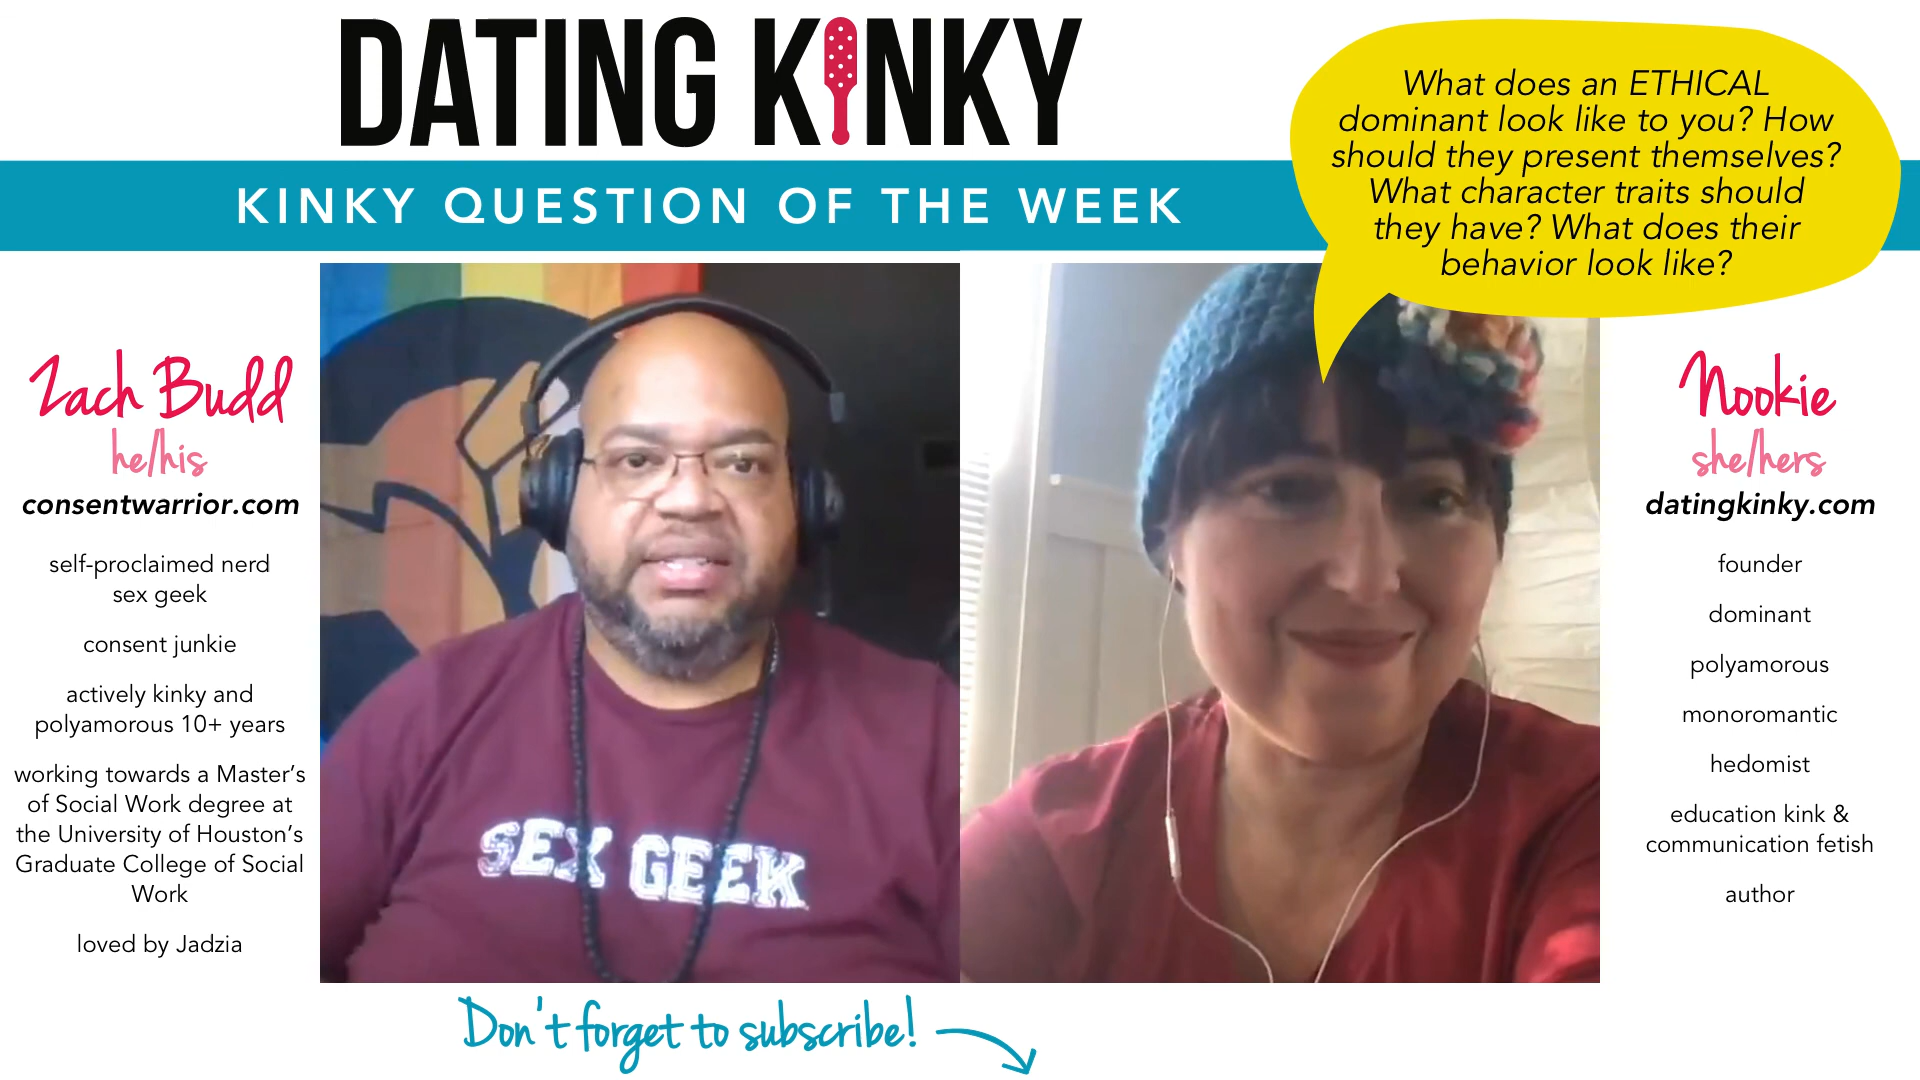 DATING KINKY
KINKY QUESTION OF THE WEEK
What does an ETHICAL
dominant look like to you? How
should they present themselves?
What character traits should
they have? What does their
behavior look like?
Zach Budd
he/his
consentwarrior.com
self-proclaimed nerd
sex geek
consent junkie
actively kinky and
polyamorous 10+ years
working towards a Master's
of Social Work degree at
the University of Houston's
Graduate College of Social
Work
loved by Jadzia
SEX GEEK
Nookie
she/hers
datingkinky.com
founder
dominant
polyamorous
monoromantic
hedomist
education kink &
communication fetish
author
Don't forget to subscribe!